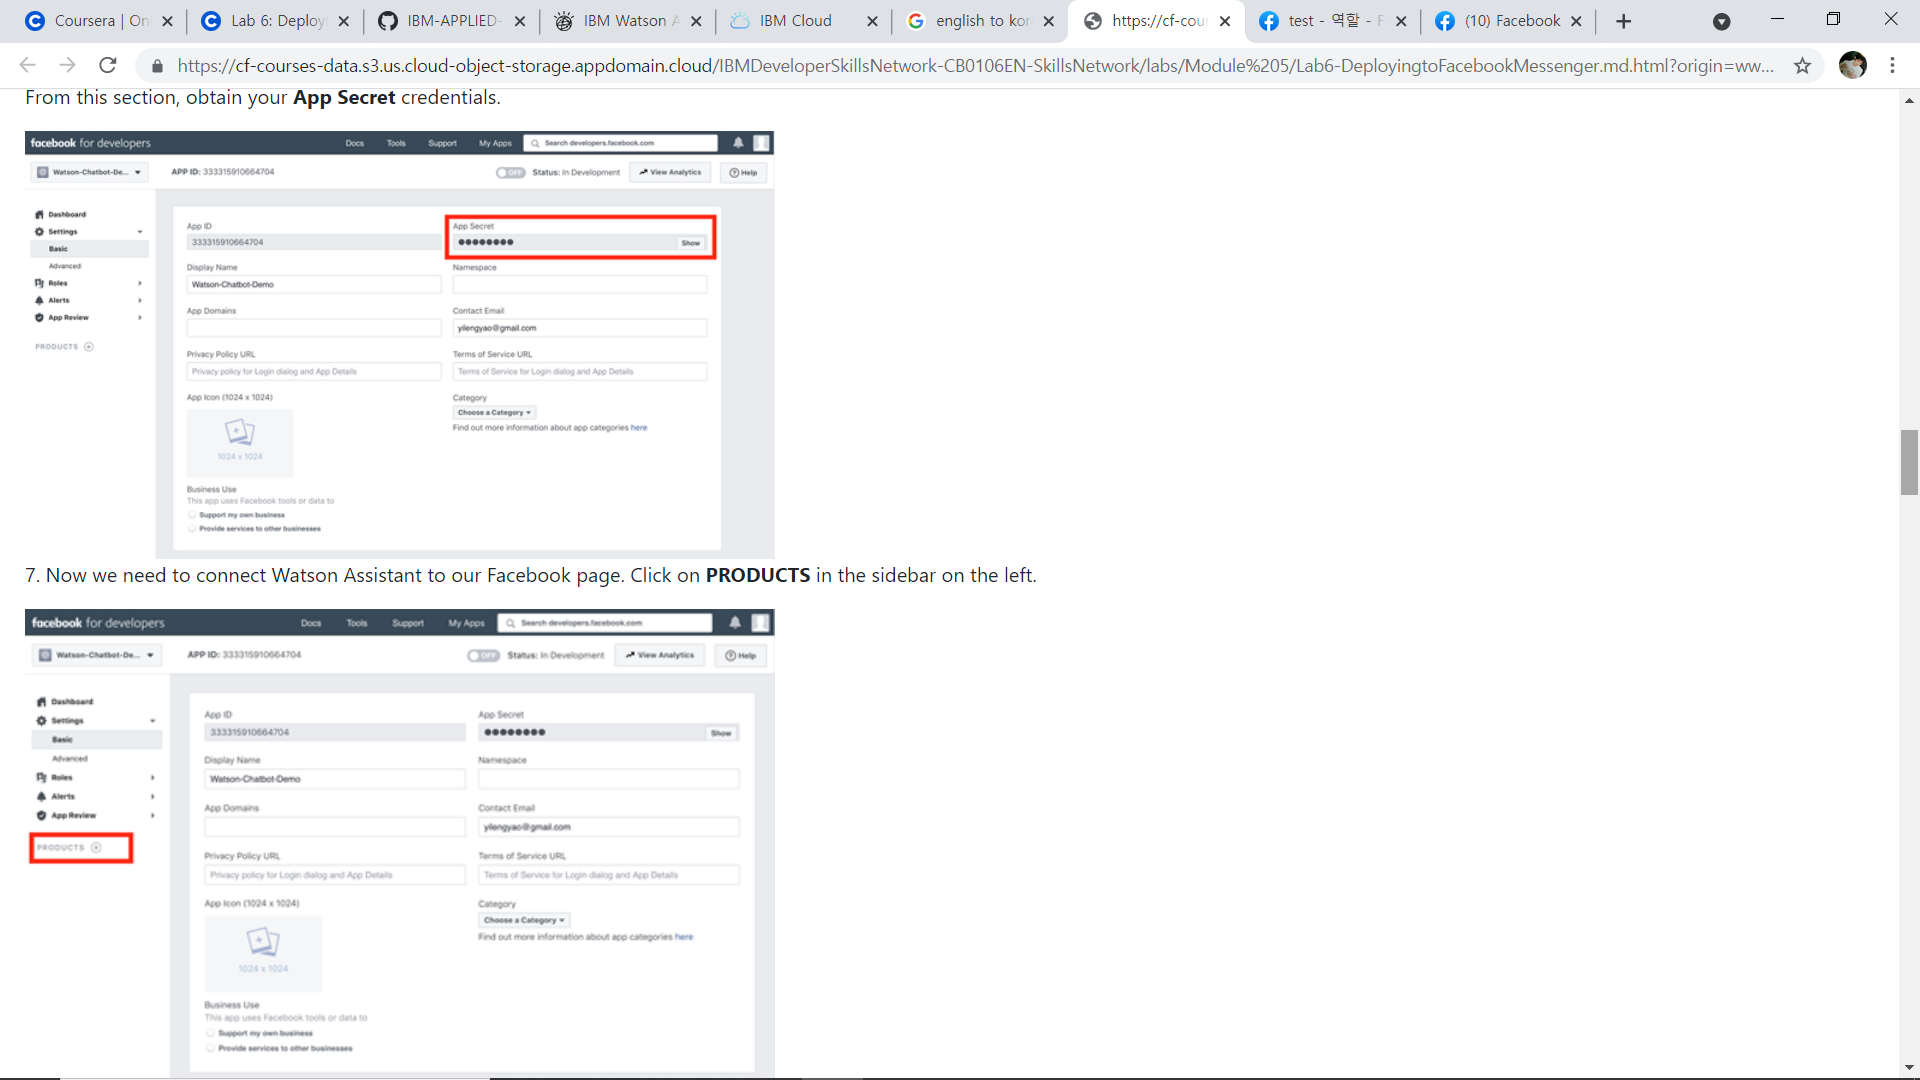 Coursera | On
Lab 6: Deploy
IBM-APPLIED-
IBM Watson A
IBM Cloud
english to kor
https://cf-cour
test - 역할 - F
(10) Facebook
https://cf-courses-data.s3.us.cloud-object-storage.appdomain.cloud/IBMDeveloperSkillsNetwork-CB0106EN-SkillsNetwork/labs/Module%205/Lab6-DeployingtoFacebookMessenger.md.html?origin=ww...
From this section, obtain your App Secret credentials.
facebook for developers
Docs Tools Support My Apps
Search developers.facebook.com
Watson-Chatbot-De...
APP ID: 333315910664704
OFF
Status: In Development
View Analytics
Help
Dashboard
Settings
Basic
Advanced
Roles
Alerts
App Review
PRODUCTS
App ID
333315910664704
App Secret
●●●●●●●●
Show
Display Name
Watson-Chatbot-Demo
Namespace
App Domains
Contact Email
yilengyao@gmail.com
Privacy Policy URL
Privacy policy for Login dialog and App Details
Terms of Service URL
Terms of Service for Login dialog and App Details
App Icon (1024 x 1024)
1024 x 1024
Category
Choose a Category
Find out more information about app categories here
Business Use
This app uses Facebook tools or data to
Support my own business
Provide services to other businesses
7. Now we need to connect Watson Assistant to our Facebook page. Click on PRODUCTS in the sidebar on the left.
facebook for developers
Docs Tools Support My Apps
Search developers.facebook.com
Watson-Chatbot-De...
APP ID: 333315910664704
OFF
Status: In Development
View Analytics
Help
Dashboard
Settings
Basic
Advanced
Roles
Alerts
App Review
PRODUCTS
App ID
333315910664704
App Secret
●●●●●●●●
Show
Display Name
Watson-Chatbot-Demo
Namespace
App Domains
Contact Email
yilengyao@gmail.com
Privacy Policy URL
Privacy policy for Login dialog and App Details
Terms of Service URL
Terms of Service for Login dialog and App Details
App Icon (1024 x 1024)
1024 x 1024
Category
Choose a Category
Find out more information about app categories here
Business Use
This app uses Facebook tools or data to
Support my own business
Provide services to other businesses